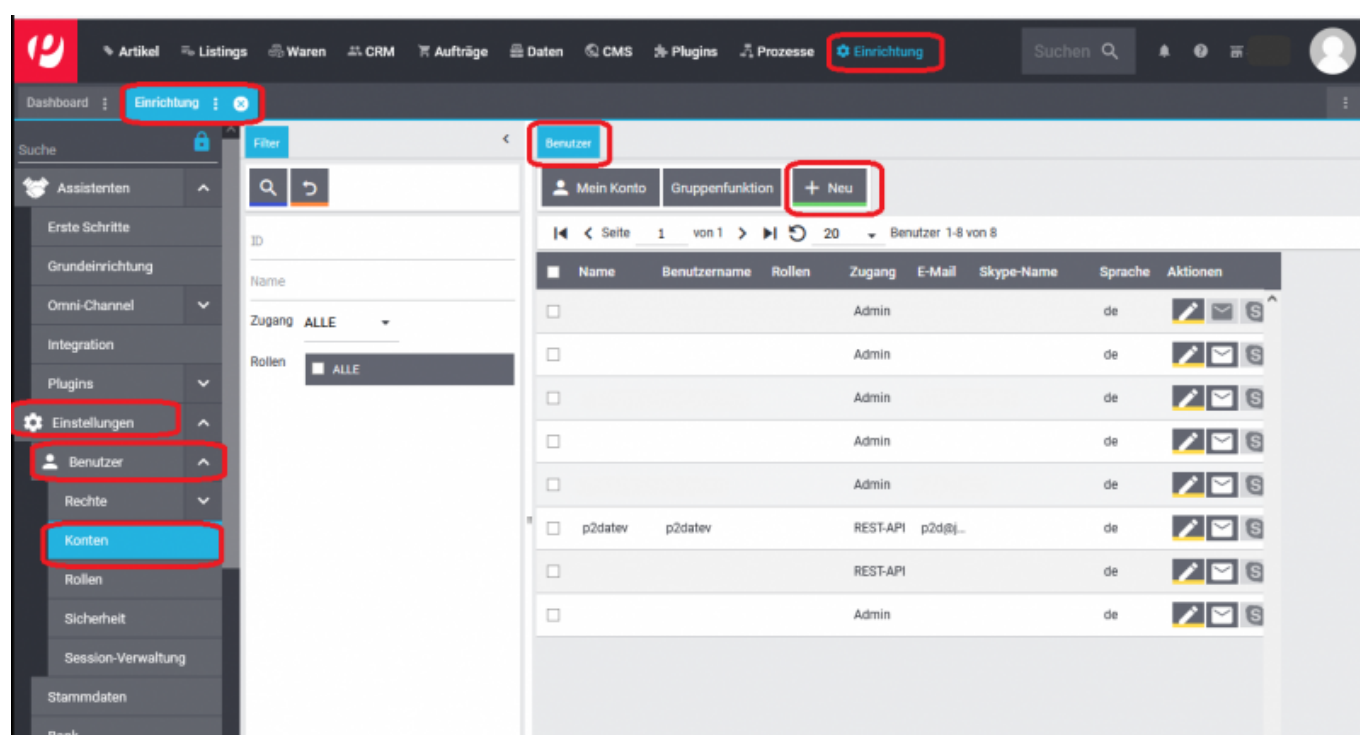 Artikel Listings Waren CRM Aufträge Daten CMS Plugins Prozesse Einrichtung Suchen
Dashboard Einrichtung
Suche
Assistenten
Erste Schritte
Grundeinrichtung
Omni-Channel
Integration
Plugins
Einstellungen
Benutzer
Rechte
Konten
Rollen
Sicherheit
Session-Verwaltung
Stammdaten
Filter
ID
Name
Zugang ALLE
Rollen ALLE
Benutzer
Mein Konto Gruppenfunktion + Neu
Seite 1 von 1 20 Benutzer 1-8 von 8
Name Benutzername Rollen Zugang E-Mail Skype-Name Sprache Aktionen
Admin de
Admin de
Admin de
Admin de
Admin de
p2datev p2datev REST-API p2d@j... de
REST-API de
Admin de